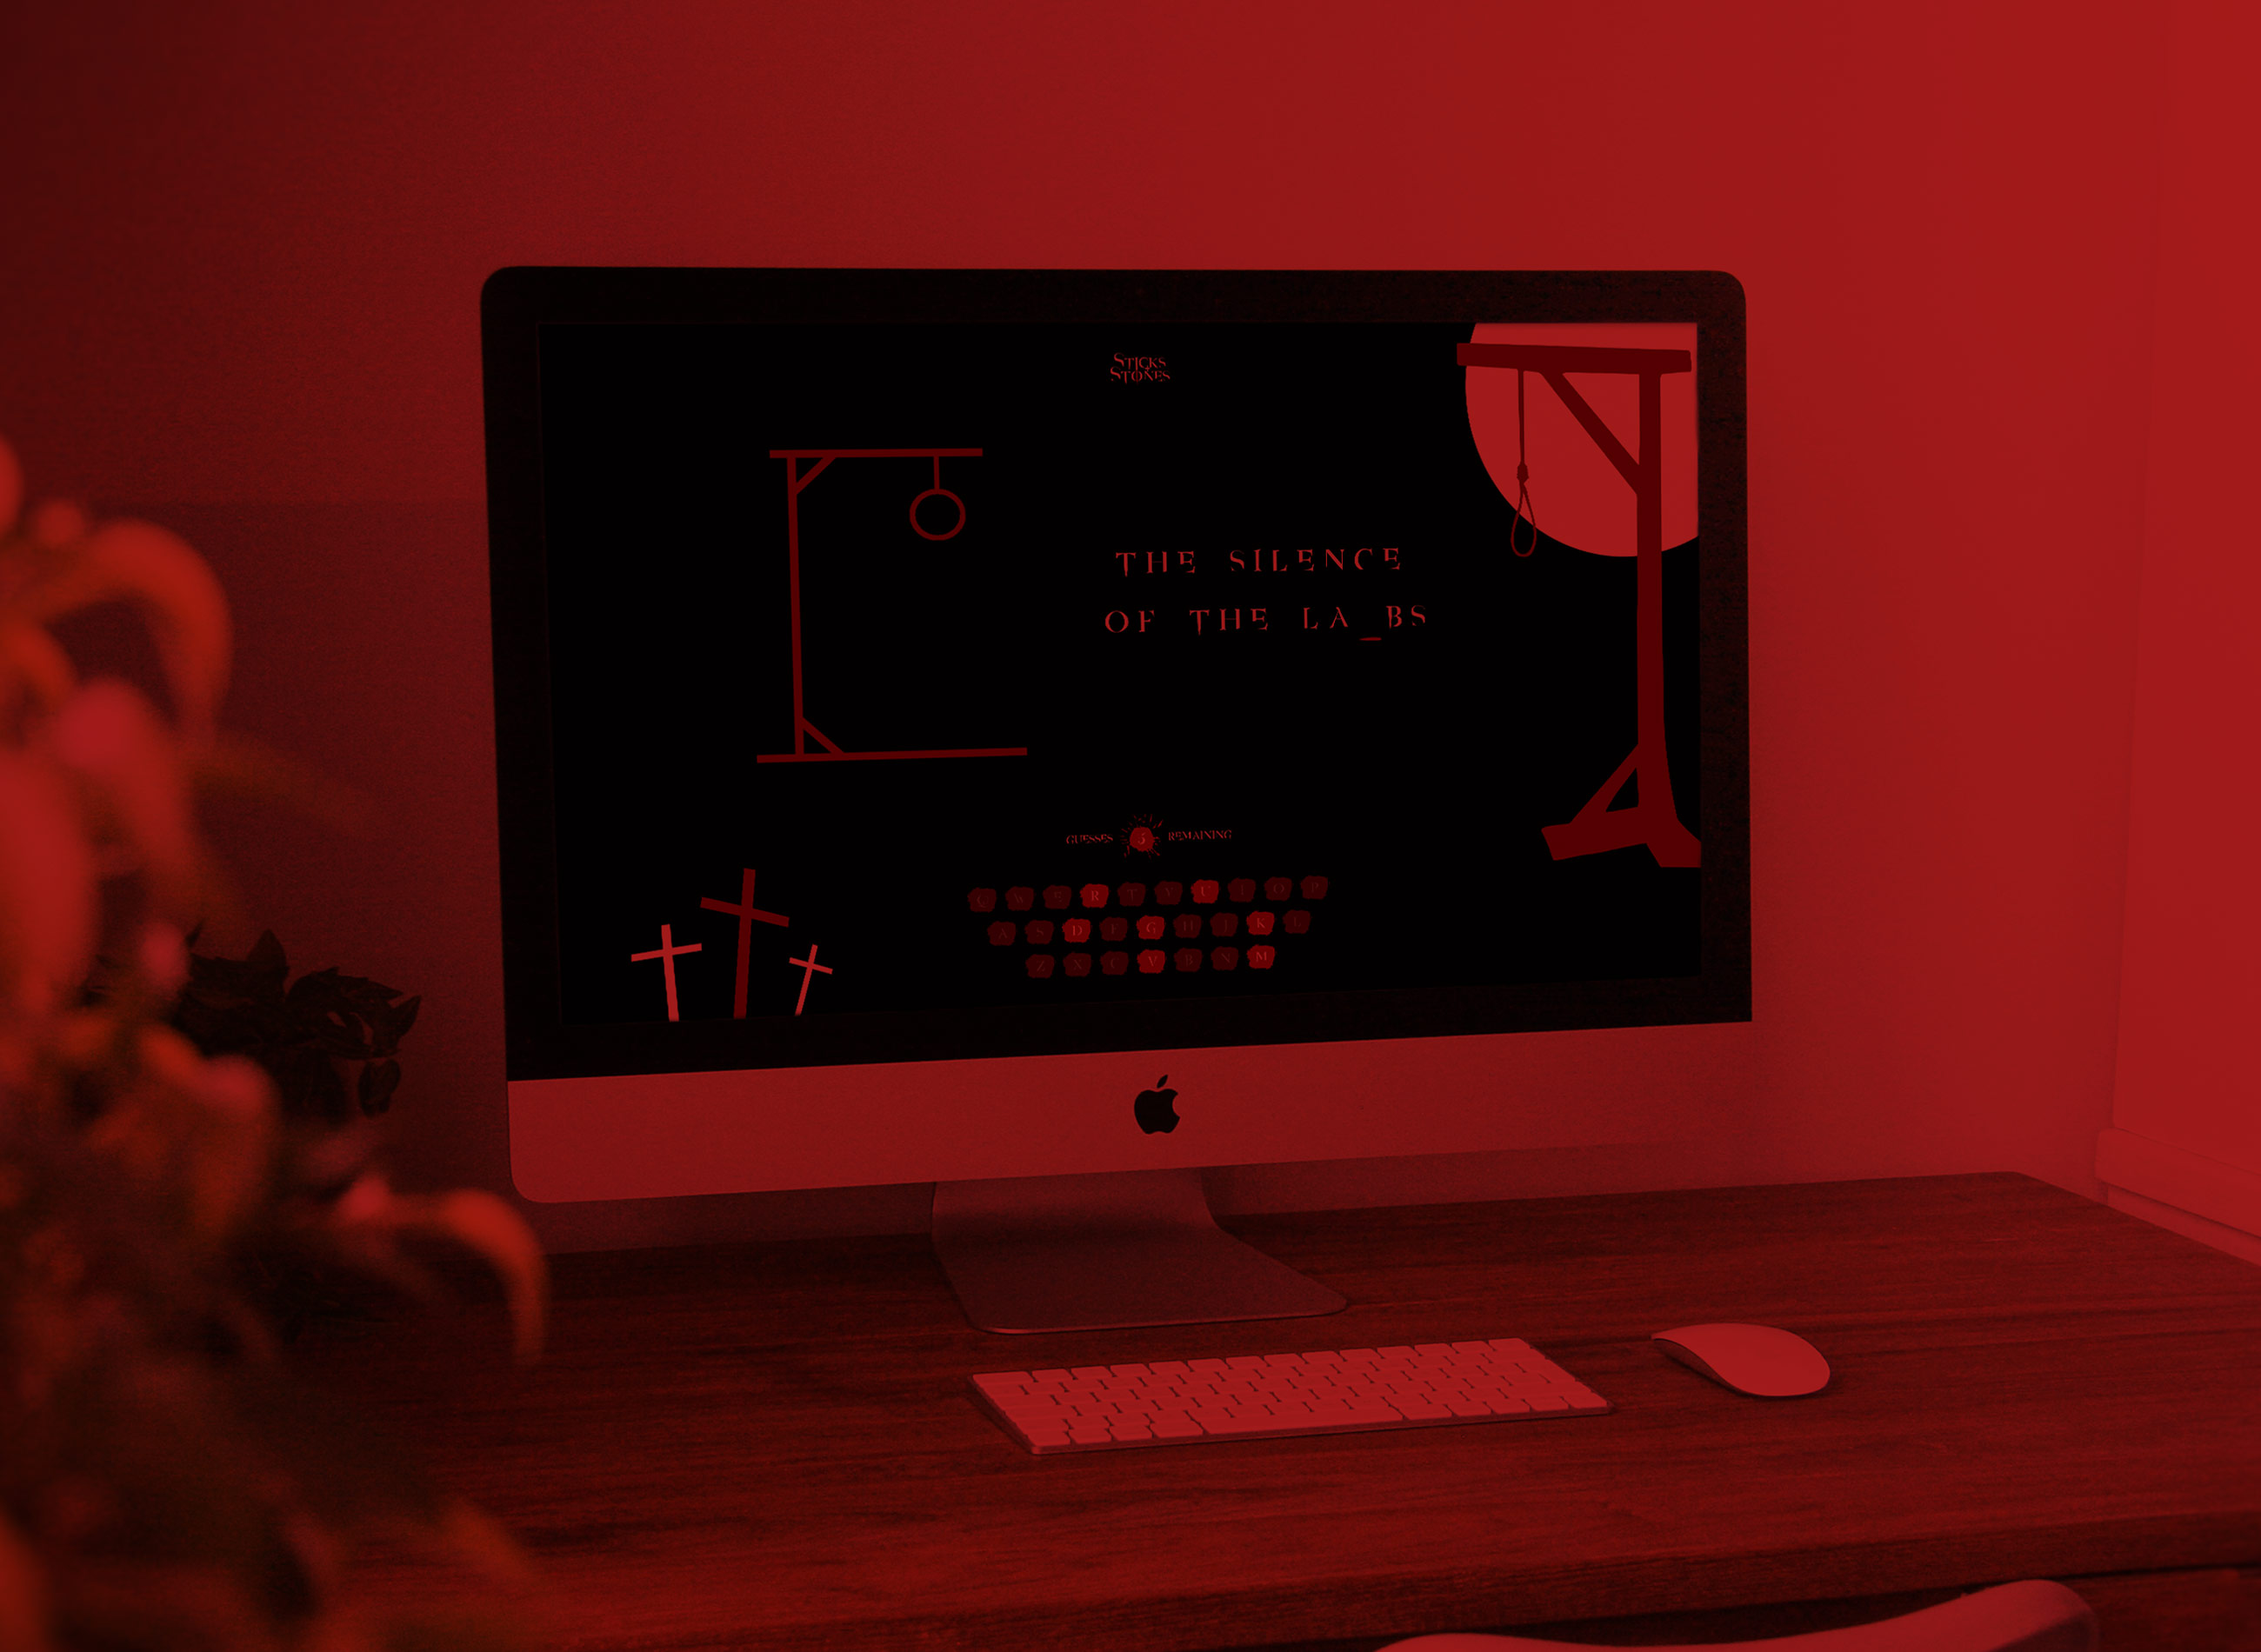 STICKS
STONES
THE SILENCE
OF THE LA_BS
GUESSES 5 REMAINING
Q W E R T Y U I O P
A S D F G H J K L
Z X C V B N M